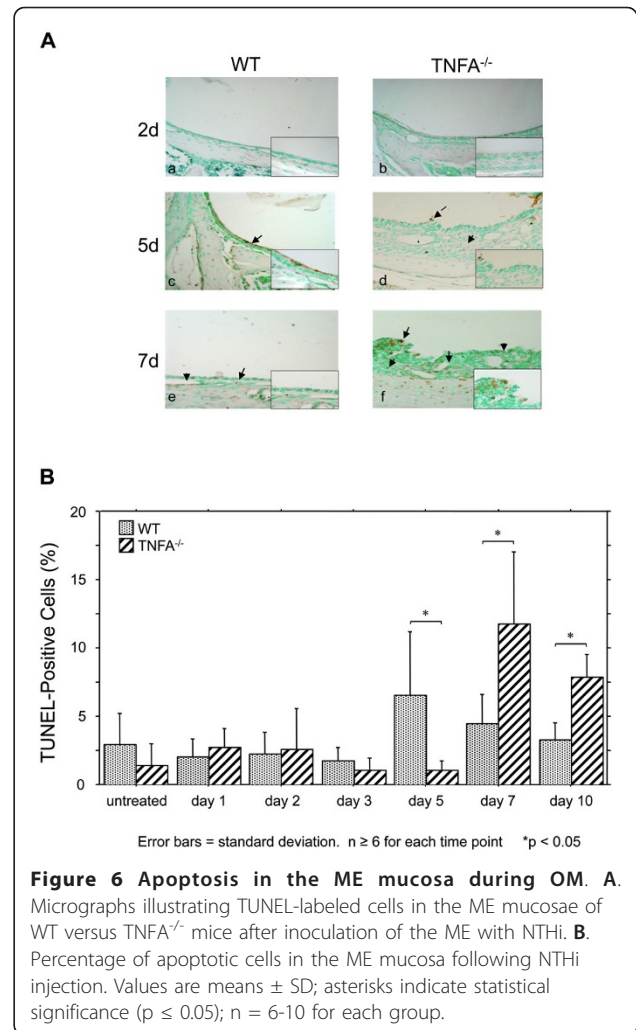 A
WT TNFA-/-
2d
a b
5d
c d
7d
e f
B
20
15
10
5
0
TUNEL-Positive Cells (%)
WT
TNFA-/-
* * *
untreated day 1 day 2 day 3 day 5 day 7 day 10
Error bars = standard deviation. n ≥ 6 for each time point *p < 0.05
Figure 6 Apoptosis in the ME mucosa during OM. A.
Micrographs illustrating TUNEL-labeled cells in the ME mucosae of
WT versus TNFA-/- mice after inoculation of the ME with NTHi. B.
Percentage of apoptotic cells in the ME mucosa following NTHi
injection. Values are means ± SD; asterisks indicate statistical
significance (p ≤ 0.05); n = 6-10 for each group.